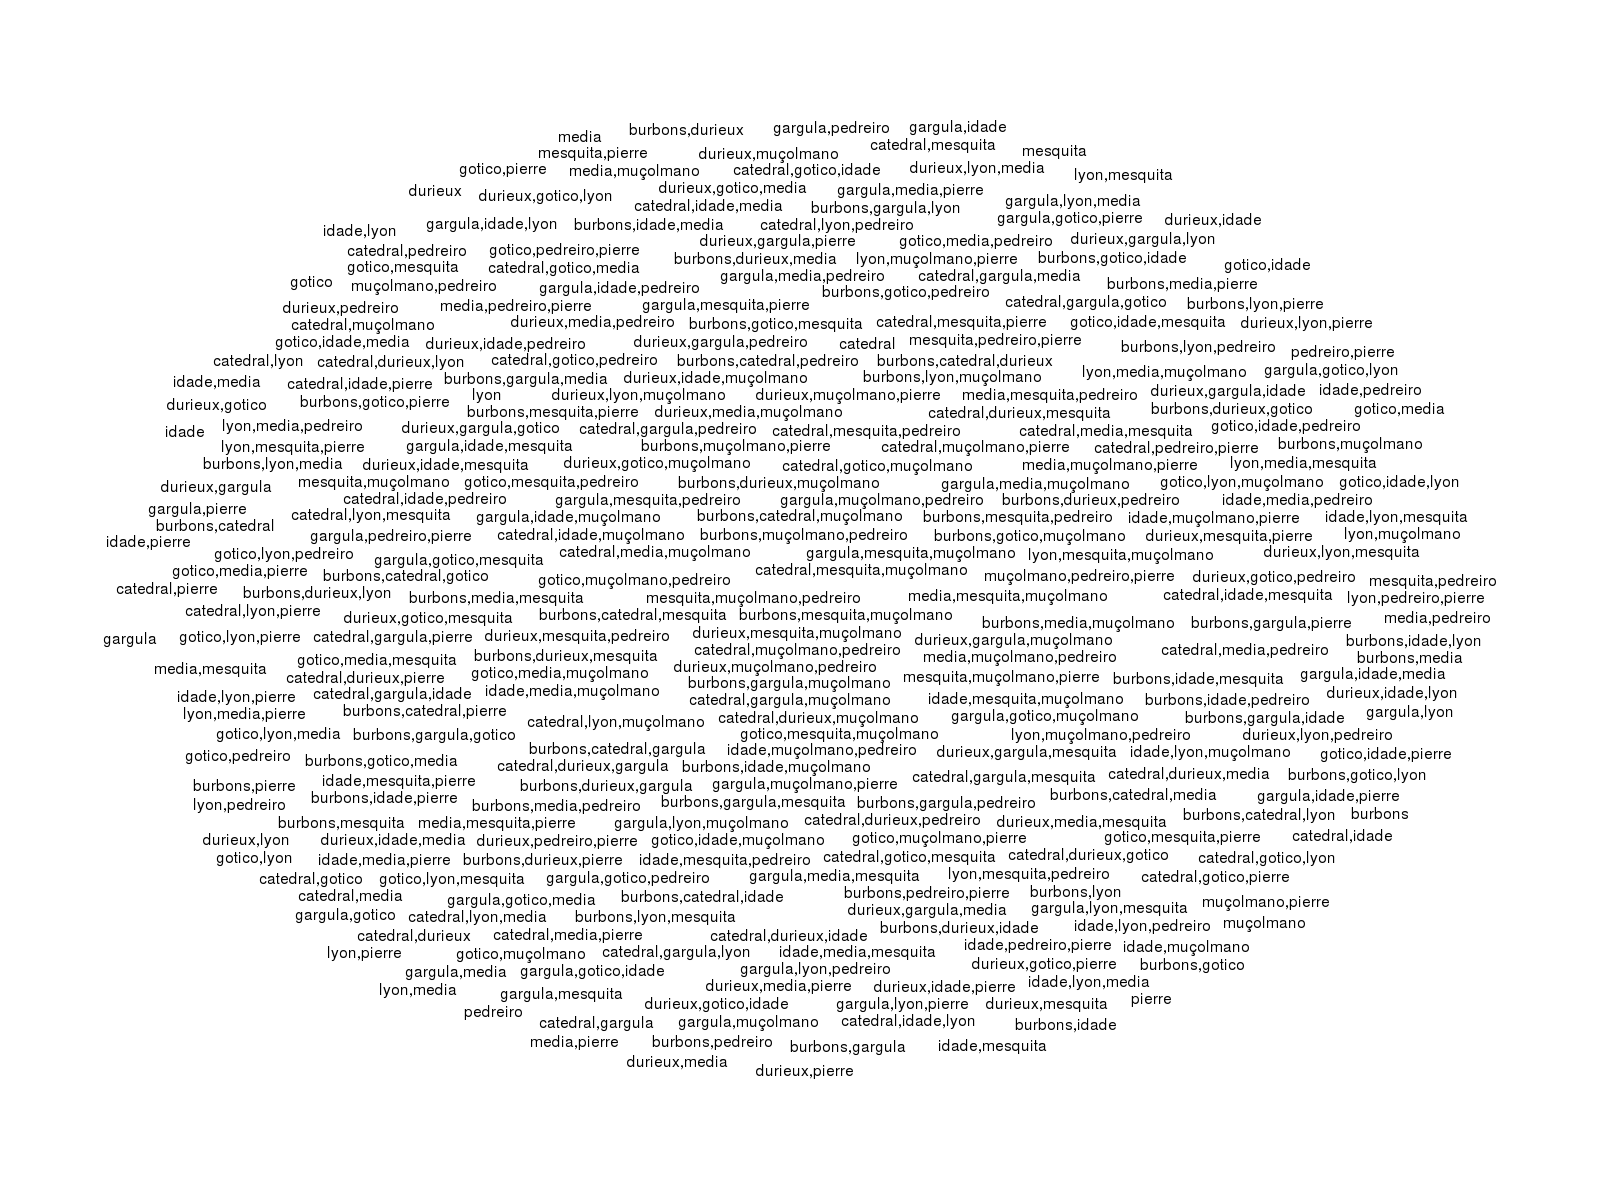 burbons,durieux gargula,pedreiro gargula,idade
media
catedral,mesquita
mesquita,pierre durieux,muçolmano mesquita
gotico,pierre media,muçolmano catedral,gotico,idade durieux,lyon,media
lyon,mesquita
durieux durieux,gotico,lyon durieux,gotico,media gargula,media,pierre
catedral,idade,media burbons,gargula,lyon gargula,lyon,media
gargula,gotico,pierre durieux,idade
idade,lyon gargula,idade,lyon burbons,idade,media catedral,lyon,pedreiro
durieux,gargula,pierre gotico,media,pedreiro durieux,gargula,lyon
catedral,pedreiro gotico,pedreiro,pierre
burbons,durieux,media lyon,muçolmano,pierre burbons,gotico,idade
gotico,mesquita catedral,gotico,media gotico,idade
gargula,media,pedreiro catedral,gargula,media
gotico muçolmano,pedreiro gargula,idade,pedreiro burbons,gotico,pedreiro burbons,media,pierre
durieux,pedreiro media,pedreiro,pierre gargula,mesquita,pierre catedral,gargula,gotico burbons,lyon,pierre
catedral,muçolmano durieux,media,pedreiro burbons,gotico,mesquita catedral,mesquita,pierre gotico,idade,mesquita durieux,lyon,pierre
gotico,idade,media durieux,idade,pedreiro durieux,gargula,pedreiro catedral mesquita,pedreiro,pierre
burbons,lyon,pedreiro pedreiro,pierre
catedral,lyon catedral,durieux,lyon catedral,gotico,pedreiro burbons,catedral,pedreiro burbons,catedral,durieux
lyon,media,muçolmano gargula,gotico,lyon
idade,media catedral,idade,pierre burbons,gargula,media durieux,idade,muçolmano burbons,lyon,muçolmano
lyon durieux,lyon,muçolmano durieux,muçolmano,pierre media,mesquita,pedreiro durieux,gargula,idade idade,pedreiro
durieux,gotico burbons,gotico,pierre burbons,mesquita,pierre durieux,media,muçolmano catedral,durieux,mesquita burbons,durieux,gotico gotico,media
idade lyon,media,pedreiro durieux,gargula,gotico catedral,gargula,pedreiro catedral,mesquita,pedreiro catedral,media,mesquita gotico,idade,pedreiro
lyon,mesquita,pierre gargula,idade,mesquita burbons,muçolmano,pierre catedral,muçolmano,pierre catedral,pedreiro,pierre burbons,muçolmano
burbons,lyon,media durieux,idade,mesquita durieux,gotico,muçolmano catedral,gotico,muçolmano media,muçolmano,pierre lyon,media,mesquita
durieux,gargula mesquita,muçolmano gotico,mesquita,pedreiro burbons,durieux,muçolmano gargula,media,muçolmano gotico,lyon,muçolmano gotico,idade,lyon
catedral,idade,pedreiro gargula,mesquita,pedreiro gargula,muçolmano,pedreiro burbons,durieux,pedreiro idade,media,pedreiro
gargula,pierre catedral,lyon,mesquita gargula,idade,muçolmano burbons,catedral,muçolmano burbons,mesquita,pedreiro idade,muçolmano,pierre idade,lyon,mesquita
burbons,catedral
idade,pierre gargula,pedreiro,pierre catedral,idade,muçolmano burbons,muçolmano,pedreiro burbons,gotico,muçolmano durieux,mesquita,pierre lyon,muçolmano
gotico,lyon,pedreiro gargula,gotico,mesquita catedral,media,muçolmano gargula,mesquita,muçolmano lyon,mesquita,muçolmano durieux,lyon,mesquita
gotico,media,pierre burbons,catedral,gotico gotico,muçolmano,pedreiro catedral,mesquita,muçolmano muçolmano,pedreiro,pierre durieux,gotico,pedreiro mesquita,pedreiro
catedral,pierre burbons,durieux,lyon burbons,media,mesquita mesquita,muçolmano,pedreiro media,mesquita,muçolmano catedral,idade,mesquita lyon,pedreiro,pierre
catedral,lyon,pierre durieux,gotico,mesquita burbons,catedral,mesquita burbons,mesquita,muçolmano burbons,media,muçolmano burbons,gargula,pierre media,pedreiro
gargula gotico,lyon,pierre catedral,gargula,pierre durieux,mesquita,pedreiro durieux,mesquita,muçolmano durieux,gargula,muçolmano burbons,idade,lyon
catedral,muçolmano,pedreiro catedral,media,pedreiro
media,mesquita gotico,media,mesquita burbons,durieux,mesquita durieux,muçolmano,pedreiro media,muçolmano,pedreiro burbons,media
catedral,durieux,pierre gotico,media,muçolmano burbons,gargula,muçolmano mesquita,muçolmano,pierre burbons,idade,mesquita gargula,idade,media
idade,lyon,pierre catedral,gargula,idade idade,media,muçolmano catedral,gargula,muçolmano idade,mesquita,muçolmano burbons,idade,pedreiro durieux,idade,lyon
lyon,media,pierre burbons,catedral,pierre catedral,lyon,muçolmano catedral,durieux,muçolmano gargula,gotico,muçolmano burbons,gargula,idade gargula,lyon
gotico,lyon,media burbons,gargula,gotico gotico,mesquita,muçolmano lyon,muçolmano,pedreiro durieux,lyon,pedreiro
gotico,pedreiro burbons,gotico,media burbons,catedral,gargula idade,muçolmano,pedreiro durieux,gargula,mesquita idade,lyon,muçolmano gotico,idade,pierre
catedral,durieux,gargula burbons,idade,muçolmano
burbons,pierre idade,mesquita,pierre burbons,durieux,gargula gargula,muçolmano,pierre catedral,gargula,mesquita catedral,durieux,media burbons,gotico,lyon
lyon,pedreiro burbons,idade,pierre burbons,media,pedreiro burbons,gargula,mesquita burbons,gargula,pedreiro burbons,catedral,media gargula,idade,pierre
burbons,mesquita media,mesquita,pierre gargula,lyon,muçolmano catedral,durieux,pedreiro durieux,media,mesquita burbons,catedral,lyon burbons
durieux,lyon durieux,idade,media durieux,pedreiro,pierre gotico,idade,muçolmano gotico,muçolmano,pierre gotico,mesquita,pierre catedral,idade
gotico,lyon idade,media,pierre burbons,durieux,pierre idade,mesquita,pedreiro catedral,gotico,mesquita catedral,durieux,gotico catedral,gotico,lyon
catedral,gotico gotico,lyon,mesquita gargula,gotico,pedreiro gargula,media,mesquita lyon,mesquita,pedreiro catedral,gotico,pierre
catedral,media gargula,gotico,media burbons,catedral,idade burbons,pedreiro,pierre burbons,lyon muçolmano,pierre
gargula,gotico catedral,lyon,media burbons,lyon,mesquita durieux,gargula,media gargula,lyon,mesquita
burbons,durieux,idade idade,lyon,pedreiro muçolmano
catedral,durieux catedral,media,pierre catedral,durieux,idade
idade,pedreiro,pierre idade,muçolmano
lyon,pierre gotico,muçolmano catedral,gargula,lyon idade,media,mesquita
gargula,media gargula,gotico,idade gargula,lyon,pedreiro durieux,gotico,pierre burbons,gotico
lyon,media durieux,media,pierre durieux,idade,pierre idade,lyon,media
gargula,mesquita durieux,gotico,idade gargula,lyon,pierre durieux,mesquita pierre
pedreiro
catedral,gargula gargula,muçolmano catedral,idade,lyon burbons,idade
media,pierre burbons,pedreiro burbons,gargula idade,mesquita
durieux,media
durieux,pierre